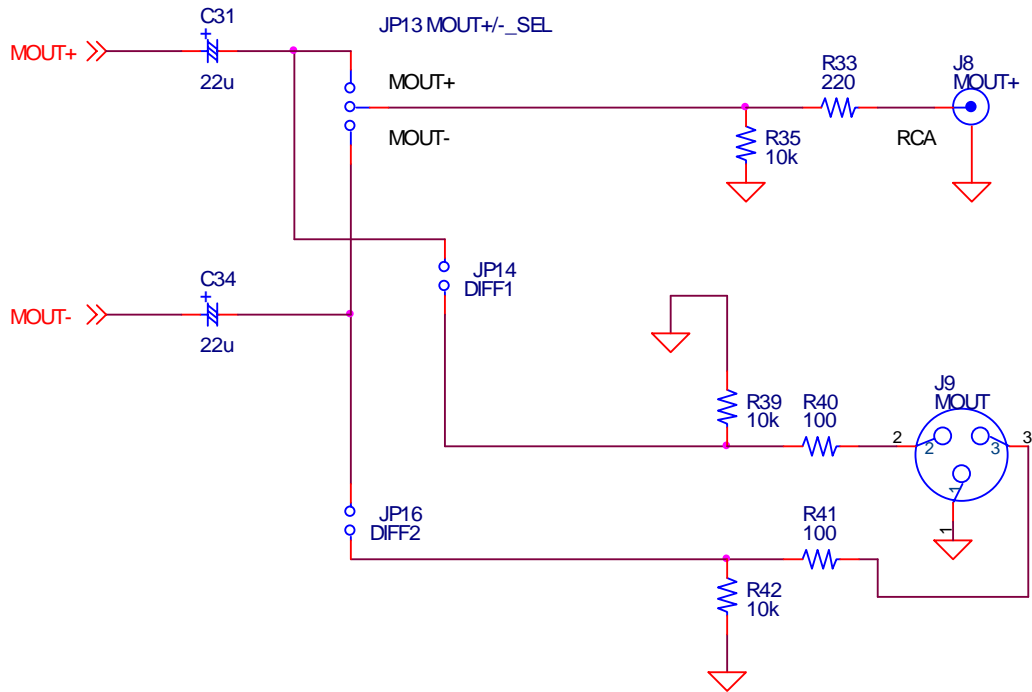 C31
+
22u
MOUT+
JP13 MOUT+/-_SEL
MOUT+
MOUT-
R33
220
J8
MOUT+
R35
10k
RCA
JP14
DIFF1
C34
+
22u
MOUT-
R39
10k
R40
100
J9
MOUT
2
2
3
3
1
1
JP16
DIFF2
R41
100
R42
10k